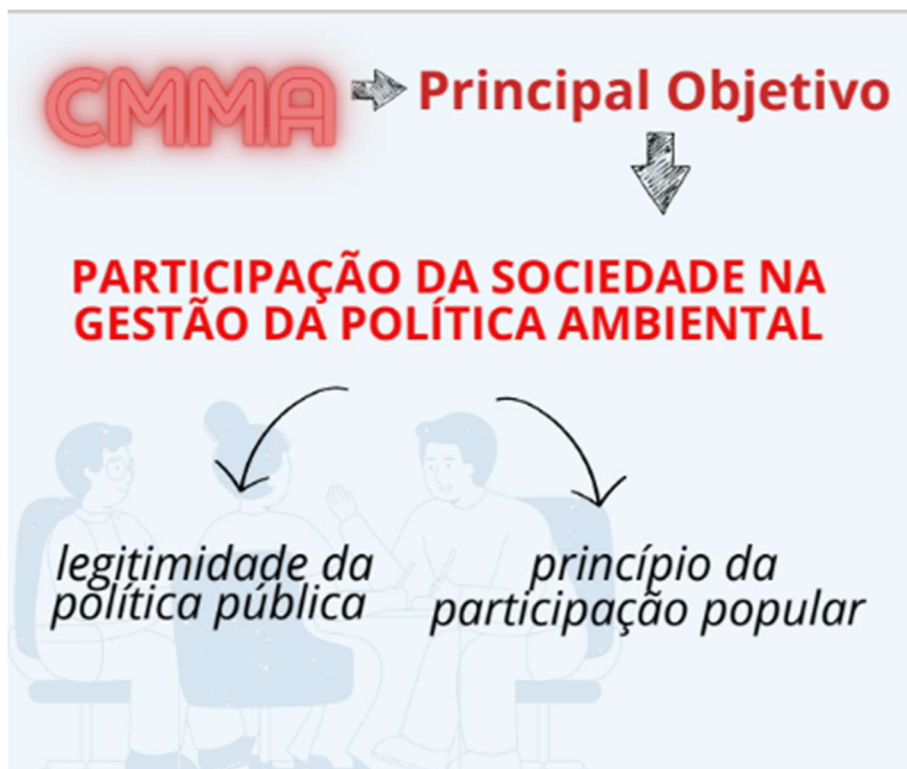 CMMA Principal Objetivo
PARTICIPAÇÃO DA SOCIEDADE NA
GESTÃO DA POLÍTICA AMBIENTAL
legitimidade da
política pública
princípio da
participação popular